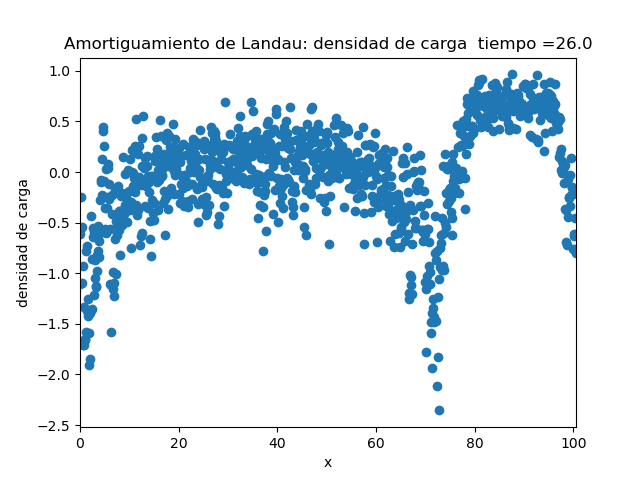 Amortiguamiento de Landau: densidad de carga  tiempo =26.0
1.0
0.5
0.0
−0.5
−1.0
−1.5
−2.0
−2.5
densidad de carga
0 20 40 60 80 100
x